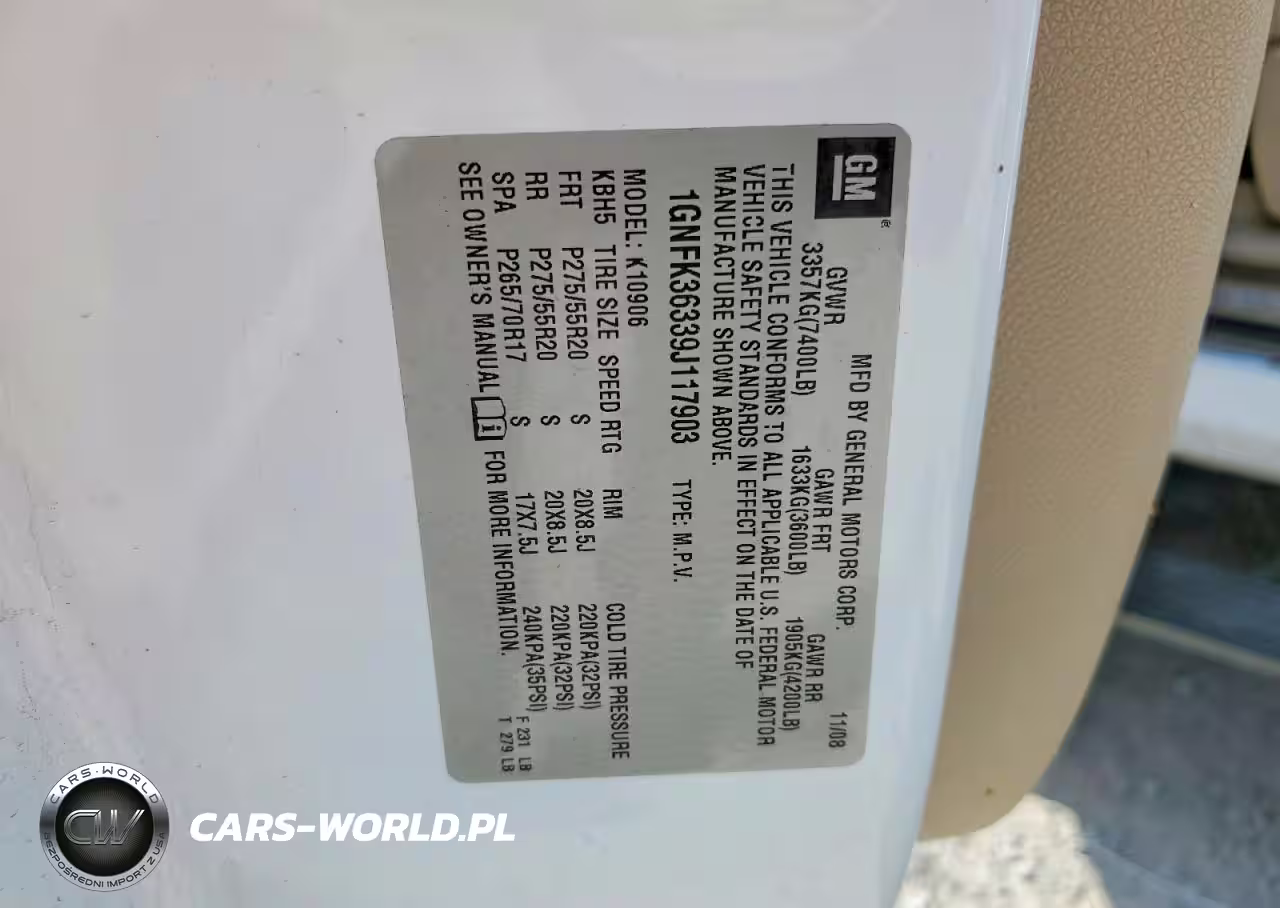 GM®
MFD BY GENERAL MOTORS CORP. 11/08
GVWR GAWR FRT GAWR RR
3357KG(7400LB) 1633KG(3600LB) 1905KG(4200LB)
THIS VEHICLE CONFORMS TO ALL APPLICABLE U.S. FEDERAL MOTOR
VEHICLE SAFETY STANDARDS IN EFFECT ON THE DATE OF
MANUFACTURE SHOWN ABOVE.
1GNFK36339J117903 TYPE: M.P.V.
MODEL: K10906
KBH5 TIRE SIZE SPEED RTG RIM COLD TIRE PRESSURE
FRT P275/55R20 S 20X8.5J 220KPA(32PSI)
RR P275/55R20 S 20X8.5J 220KPA(32PSI)
SPA P265/70R17 S 17X7.5J 240KPA(35PSI) F 231 LB
SEE OWNER'S MANUAL FOR MORE INFORMATION. T 279 LB
CARS-WORLD
CW
BEZPOŚREDNI IMPORT Z USA
CARS-WORLD.PL